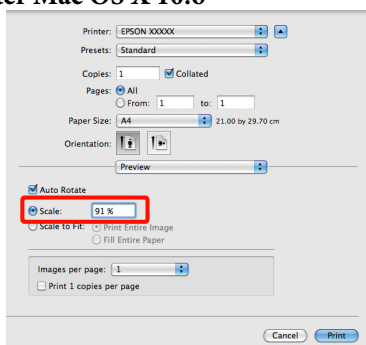 Mac OS X 10.6
Printer: EPSON XXXXX
Presets: Standard
Copies: 1 Collated
Pages: All
From: 1 to: 1
Paper Size: A4 21.00 by 29.70 cm
Orientation:
Preview
Auto Rotate
Scale: 91 %
Scale to Fit: Print Entire Image
Fill Entire Paper
Images per page: 1
Print 1 copies per page
Cancel Print